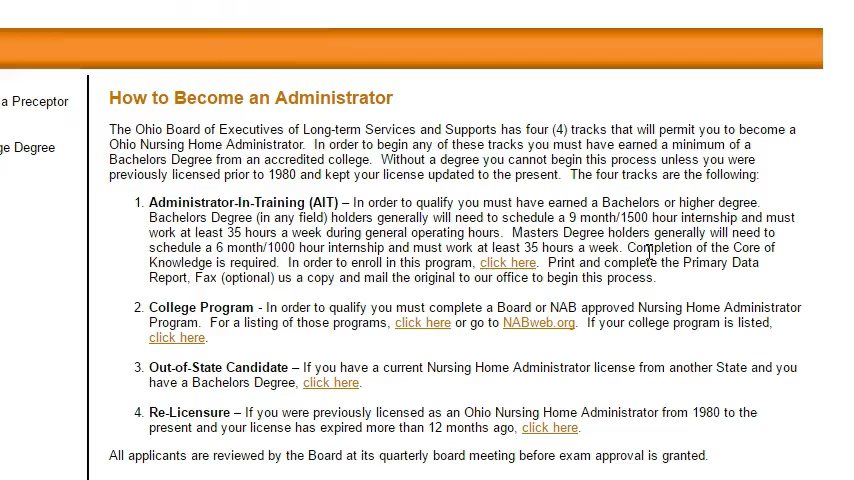 a Preceptor
ge Degree
How to Become an Administrator
The Ohio Board of Executives of Long-term Services and Supports has four (4) tracks that will permit you to become a
Ohio Nursing Home Administrator.  In order to begin any of these tracks you must have earned a minimum of a
Bachelors Degree from an accredited college.  Without a degree you cannot begin this process unless you were
previously licensed prior to 1980 and kept your license updated to the present.  The four tracks are the following:
1. Administrator-In-Training (AIT) – In order to qualify you must have earned a Bachelors or higher degree.
Bachelors Degree (in any field) holders generally will need to schedule a 9 month/1500 hour internship and must
work at least 35 hours a week during general operating hours.  Masters Degree holders generally will need to
schedule a 6 month/1000 hour internship and must work at least 35 hours a week. Completion of the Core of
Knowledge is required.  In order to enroll in this program, click here.  Print and complete the Primary Data
Report, Fax (optional) us a copy and mail the original to our office to begin this process.
2. College Program - In order to qualify you must complete a Board or NAB approved Nursing Home Administrator
Program.  For a listing of those programs, click here or go to NABweb.org.  If your college program is listed,
click here.
3. Out-of-State Candidate – If you have a current Nursing Home Administrator license from another State and you
have a Bachelors Degree, click here.
4. Re-Licensure – If you were previously licensed as an Ohio Nursing Home Administrator from 1980 to the
present and your license has expired more than 12 months ago, click here.
All applicants are reviewed by the Board at its quarterly board meeting before exam approval is granted.